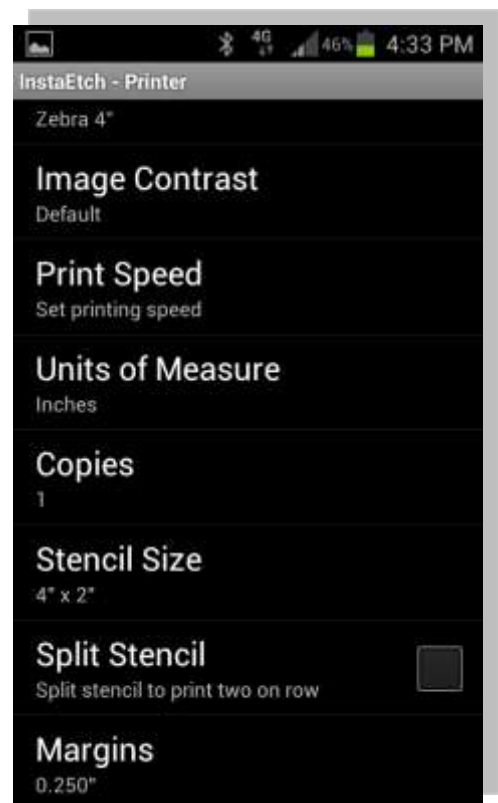 4G 46% 4:33 PM
InstaEtch - Printer
Zebra 4"
Image Contrast
Default
Print Speed
Set printing speed
Units of Measure
Inches
Copies
1
Stencil Size
4" x 2"
Split Stencil
Split stencil to print two on row
Margins
0.250"